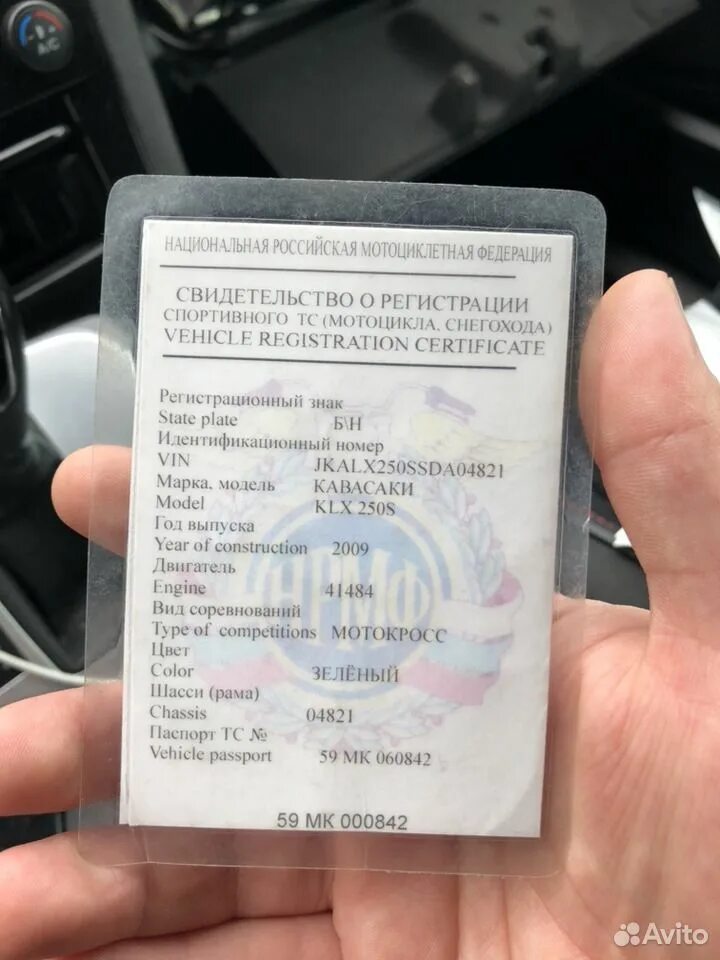 A/C
НАЦИОНАЛЬНАЯ РОССИЙСКАЯ МОТОЦИКЛЕТНАЯ ФЕДЕРАЦИЯ
СВИДЕТЕЛЬСТВО О РЕГИСТРАЦИИ
СПОРТИВНОГО ТС (МОТОЦИКЛА, СНЕГОХОДА)
VEHICLE REGISTRATION CERTIFICATE
Регистрационный знак
State plate Б\Н
Идентификационный номер
VIN JKALX250SSDA04821
Марка, модель КАВАСАКИ
Model KLX 250S
Год выпуска
Year of construction 2009
Двигатель
Engine 41484
Вид соревнований
Type of competitions МОТОКРОСС
Цвет
Color ЗЕЛЁНЫЙ
Шасси (рама)
Chassis 04821
Паспорт ТС №
Vehicle passport 59 МК 060842
НРМФ
59 МК 000842
Avito